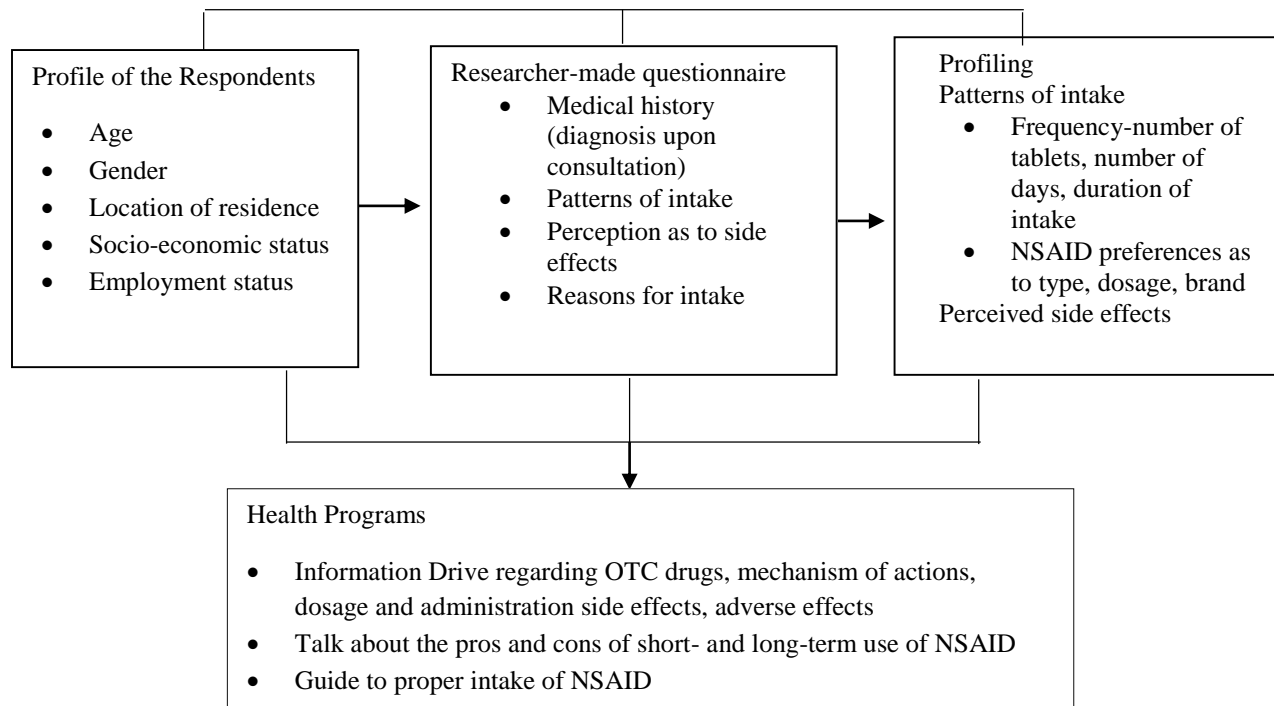 Profile of the Respondents
• Age
• Gender
• Location of residence
• Socio-economic status
• Employment status
Researcher-made questionnaire
• Medical history
(diagnosis upon
consultation)
• Patterns of intake
• Perception as to side
effects
• Reasons for intake
Profiling
Patterns of intake
• Frequency-number of
tablets, number of
days, duration of
intake
• NSAID preferences as
to type, dosage, brand
Perceived side effects
Health Programs
• Information Drive regarding OTC drugs, mechanism of actions,
dosage and administration side effects, adverse effects
• Talk about the pros and cons of short- and long-term use of NSAID
• Guide to proper intake of NSAID